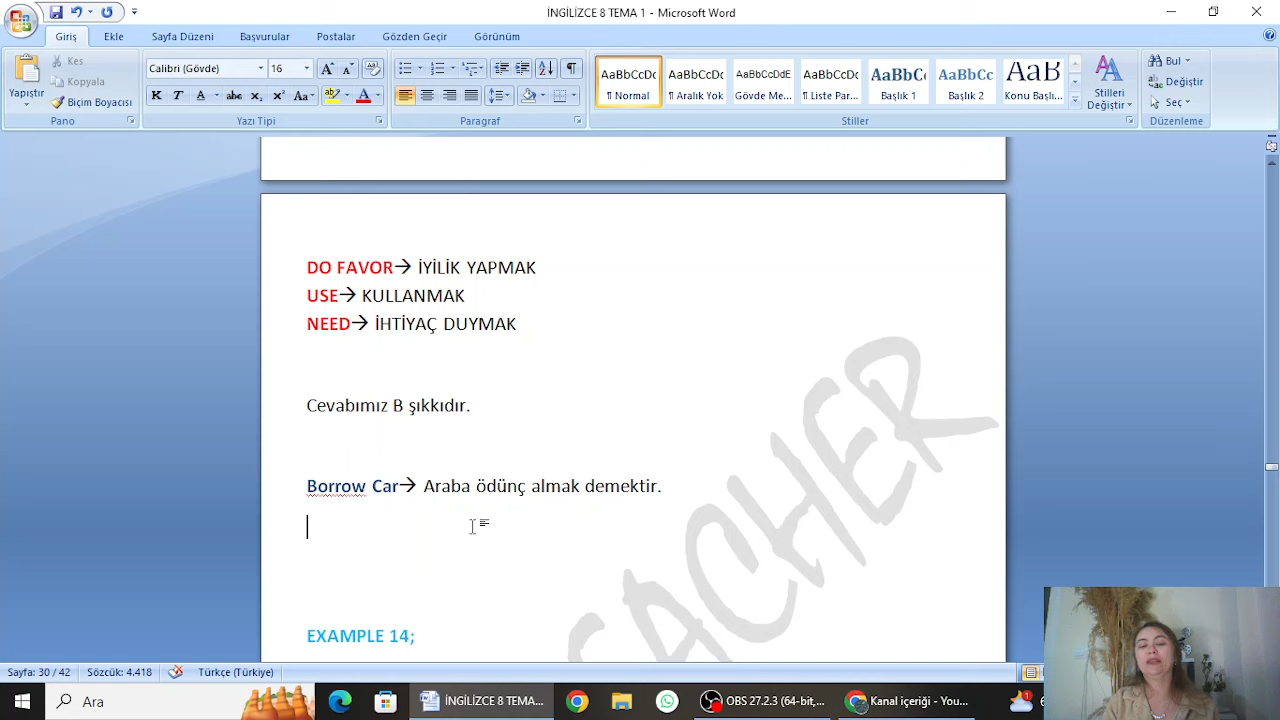 İNGİLİZCE 8 TEMA 1 - Microsoft Word
Giriş Ekle Sayfa Düzeni Başvurular Postalar Gözden Geçir Görünüm
Yapıştır
Kes
Kopyala
Biçim Boyacısı
Pano
Calibri (Gövde) 16
Yazı Tipi
Paragraf
AaBbCcDc
¶ Normal
AaBbCcDc
¶ Aralık Yok
AaBbCcDdE
Gövde Me...
AaBbCcDc
¶ Liste Par...
AaBbC
Başlık 1
AaBbCc
Başlık 2
AaB
Konu Başlı...
Stilleri
Değiştir
Stiller
Bul
Değiştir
Seç
Düzenleme
DO FAVOR→ İYİLİK YAPMAK
USE→ KULLANMAK
NEED→ İHTİYAÇ DUYMAK
Cevabımız B şıkkıdır.
Borrow Car→ Araba ödünç almak demektir.
EXAMPLE 14;
Sayfa: 30 / 42 Sözcük: 4.418 Türkçe (Türkiye)
Ara
İNGİLİZCE 8 TEMA...
OBS 27.2.3 (64-bit,...
Kanal içeriği - You...
1